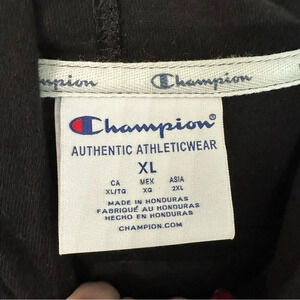 Champion Champion
Champion®
AUTHENTIC ATHLETICWEAR
XL
CA MEX ASIA
XL/TG XG 2XL
MADE IN HONDURAS
FABRIQUÉ AU HONDURAS
HECHO EN HONDURAS
CHAMPION.COM